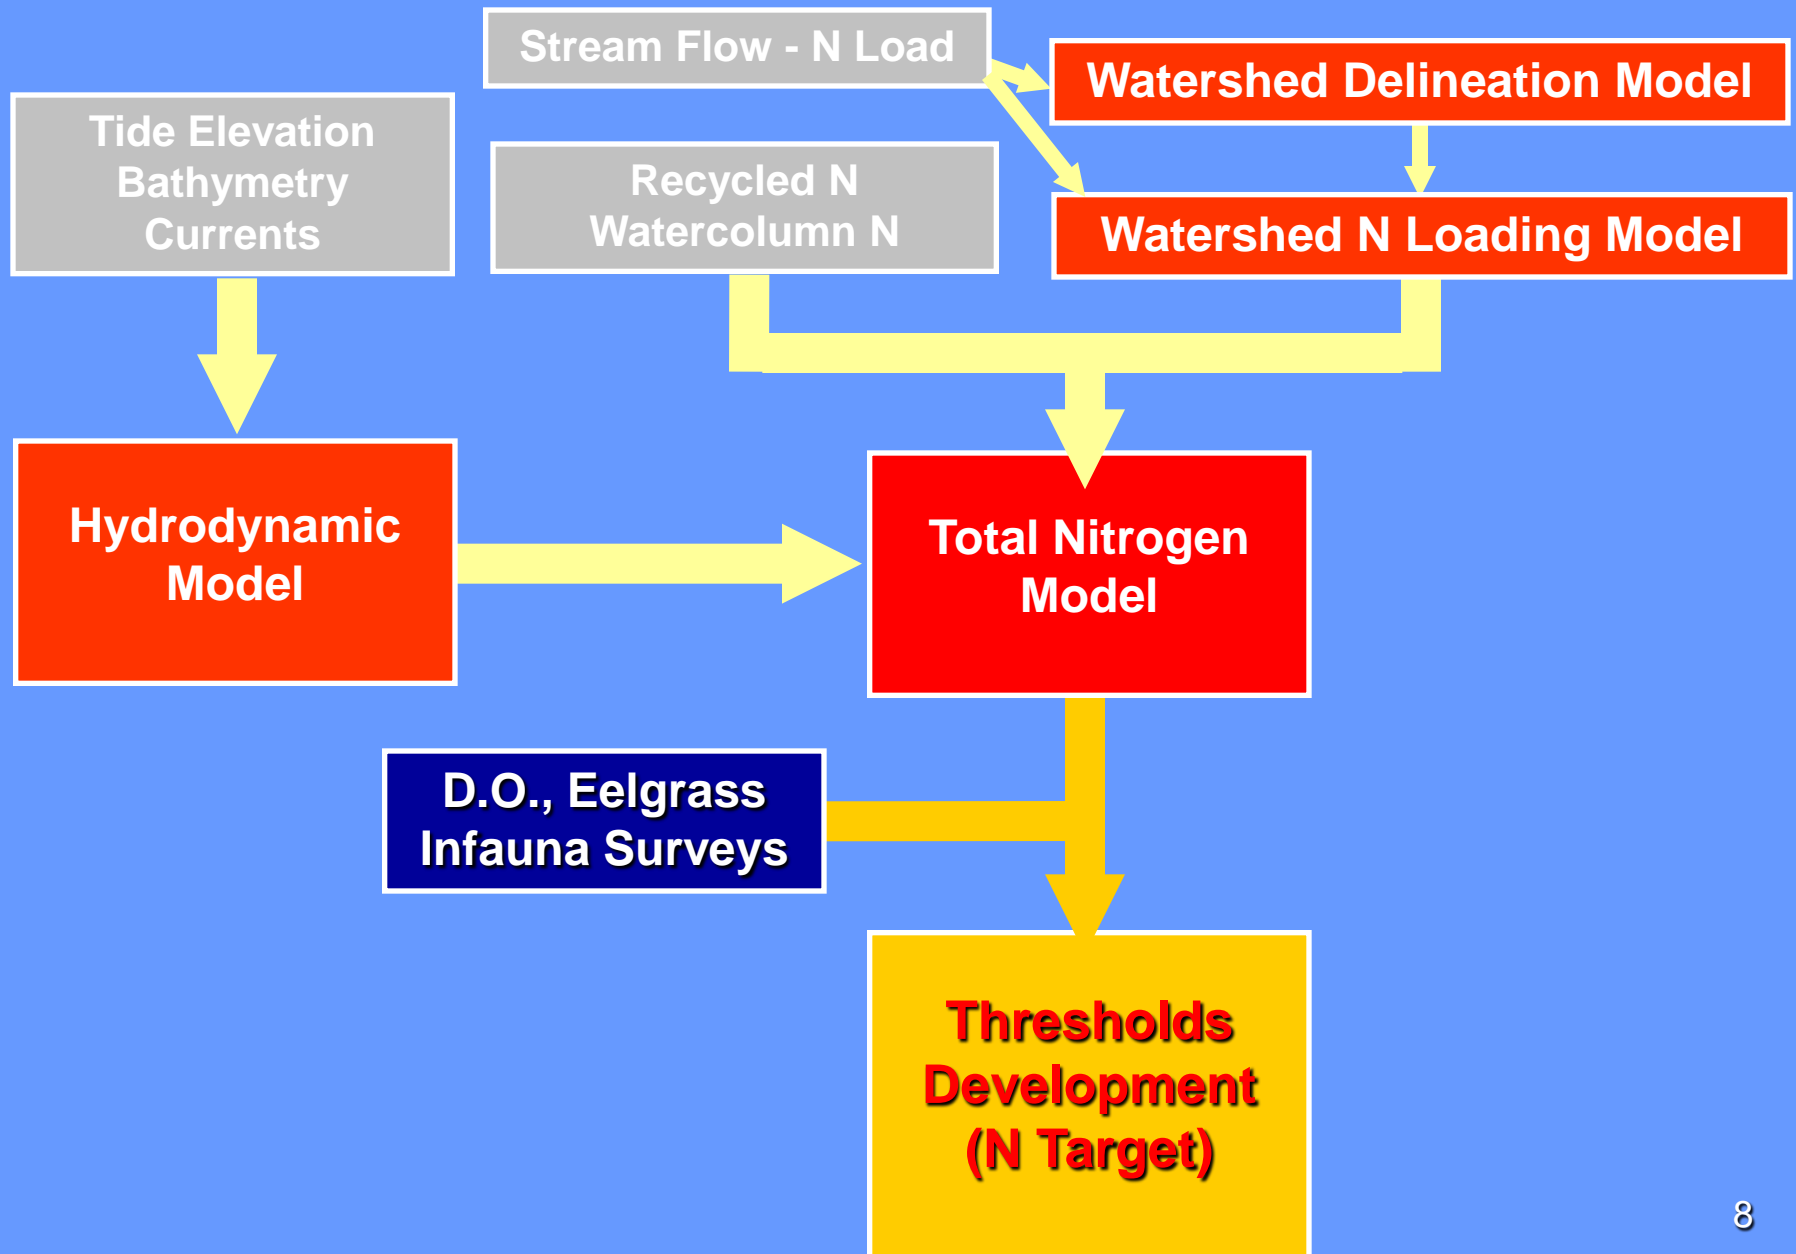 Stream Flow - N Load
Watershed Delineation Model
Tide Elevation
Bathymetry
Currents
Recycled N
Watercolumn N
Watershed N Loading Model
Hydrodynamic
Model
Total Nitrogen
Model
D.O., Eelgrass
Infauna Surveys
Thresholds
Development
(N Target)
8